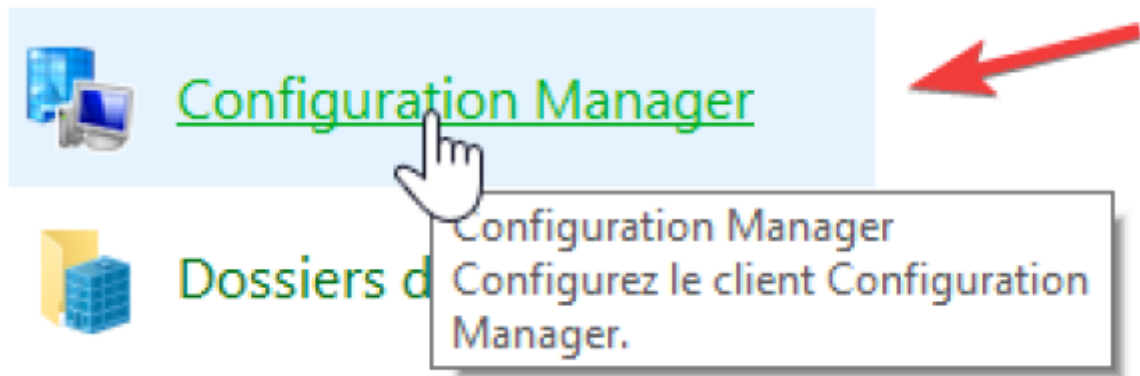 Configuration Manager
Dossiers d
Configuration Manager
Configurez le client Configuration
Manager.